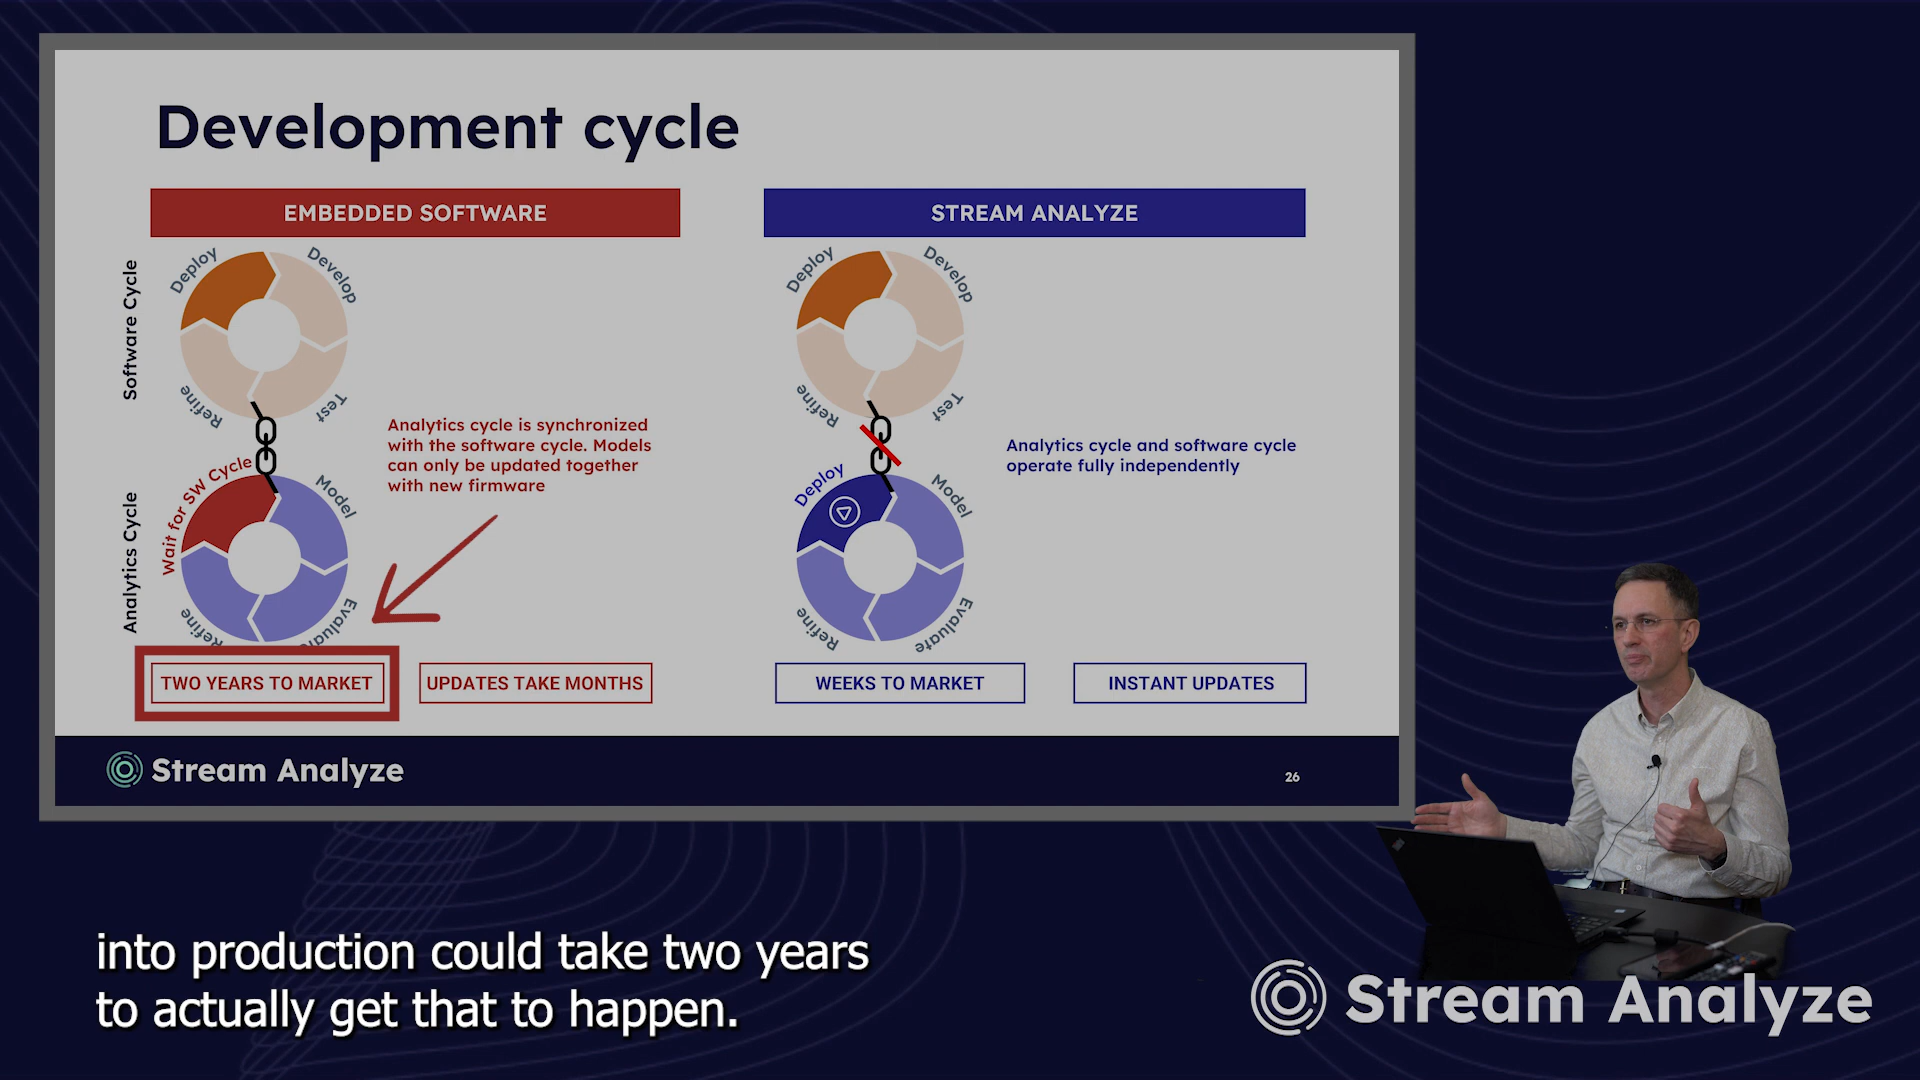 Development cycle
EMBEDDED SOFTWARE
STREAM ANALYZE
Software Cycle
Deploy
Develop
Test
Refine
Analytics cycle is synchronized
with the software cycle. Models
can only be updated together
with new firmware
Analytics Cycle
Wait for SW Cycle
Model
Evaluate
Refine
TWO YEARS TO MARKET
UPDATES TAKE MONTHS
Deploy
Develop
Test
Refine
Analytics cycle and software cycle
operate fully independently
Deploy
Model
Evaluate
Refine
WEEKS TO MARKET
INSTANT UPDATES
Stream Analyze
26
into production could take two years
to actually get that to happen.
Stream Analyze